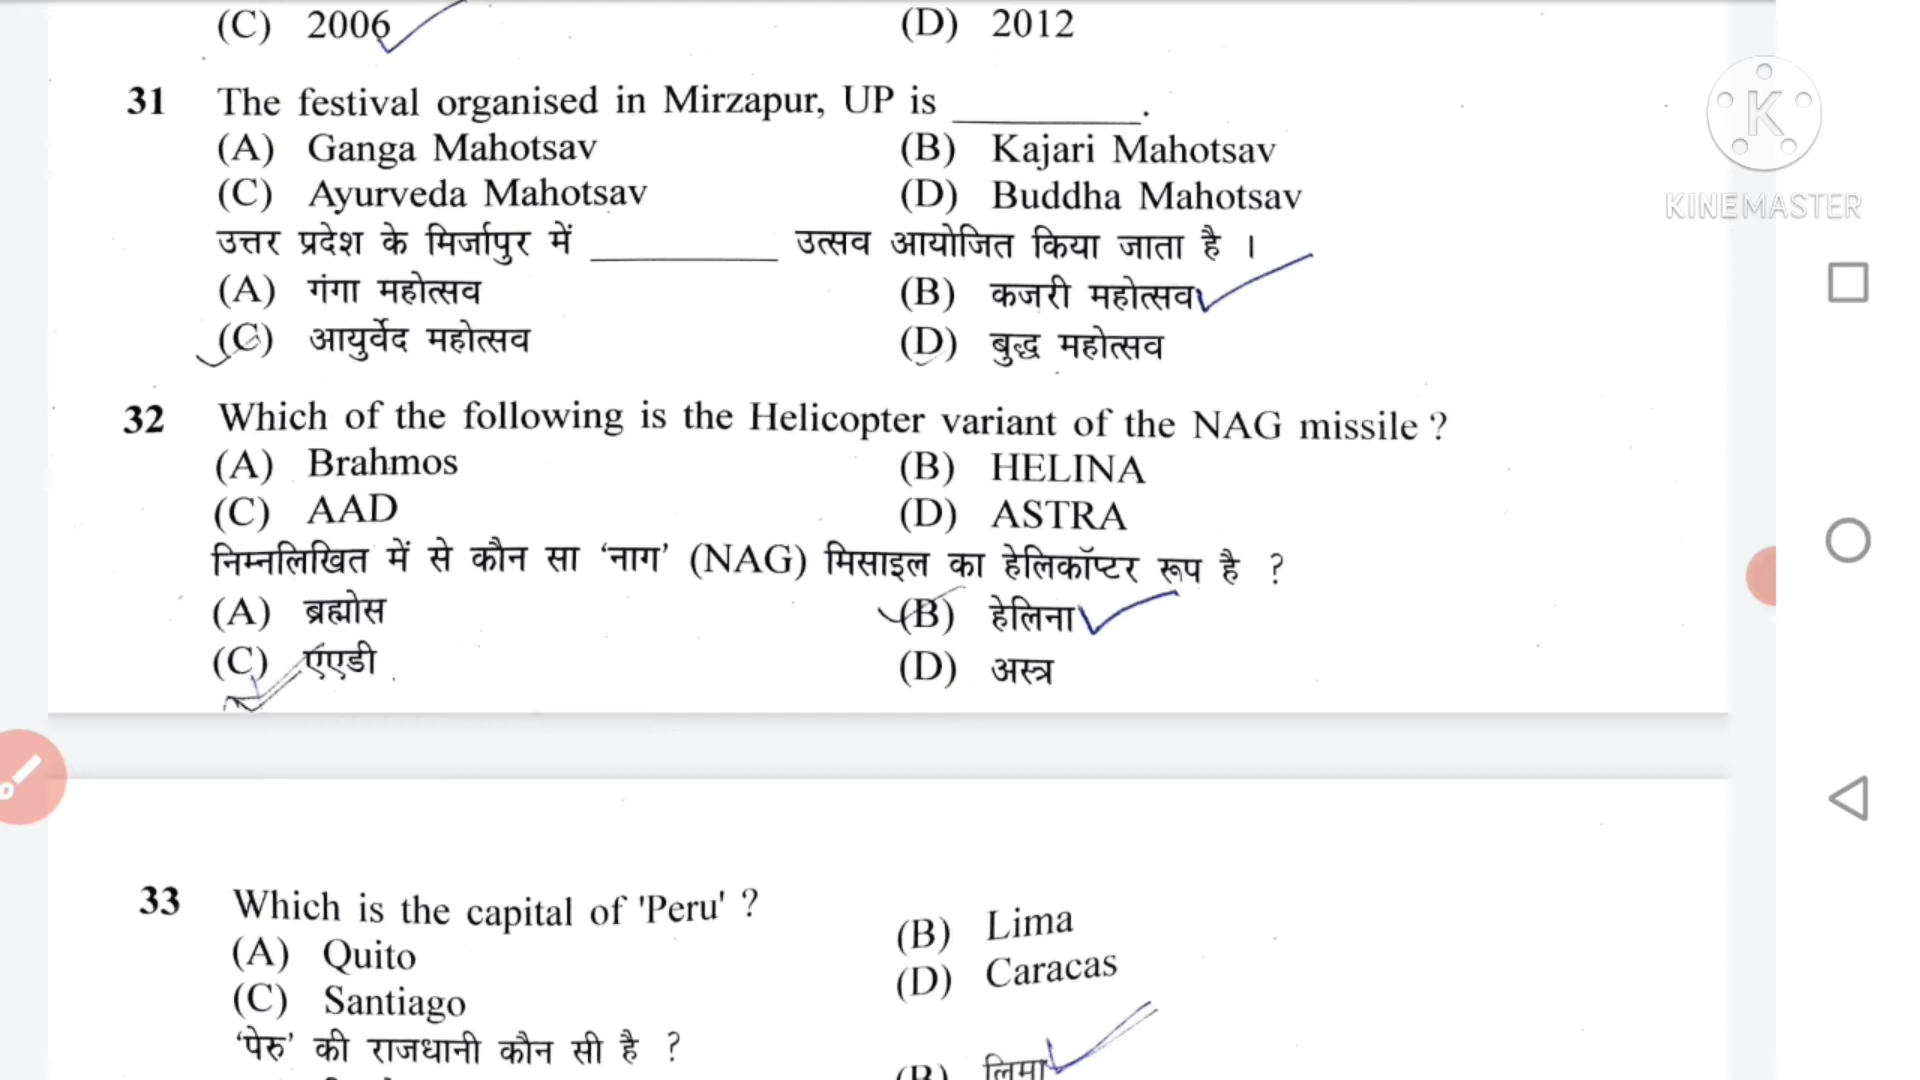 (C) 2006 (D) 2012
31 The festival organised in Mirzapur, UP is __________.
(A) Ganga Mahotsav (B) Kajari Mahotsav
(C) Ayurveda Mahotsav (D) Buddha Mahotsav
उत्तर प्रदेश के मिर्जापुर में __________ उत्सव आयोजित किया जाता है ।
(A) गंगा महोत्सव (B) कजरी महोत्सव
(C) आयुर्वेद महोत्सव (D) बुद्ध महोत्सव
32 Which of the following is the Helicopter variant of the NAG missile ?
(A) Brahmos (B) HELINA
(C) AAD (D) ASTRA
निम्नलिखित में से कौन सा ‘नाग’ (NAG) मिसाइल का हेलिकॉप्टर रूप है ?
(A) ब्रह्मोस (B) हेलिना
(C) एएडी (D) अस्त्र
33 Which is the capital of 'Peru' ?
(A) Quito (B) Lima
(C) Santiago (D) Caracas
‘पेरु’ की राजधानी कौन सी है ?
(B) लिमा
K
KINEMASTER